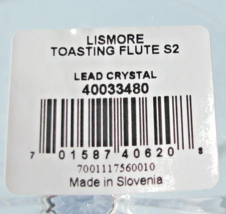 LISMORE
TOASTING FLUTE S2
LEAD CRYSTAL
40033480
7 01587 40620 8
7001117560010
Made in Slovenia